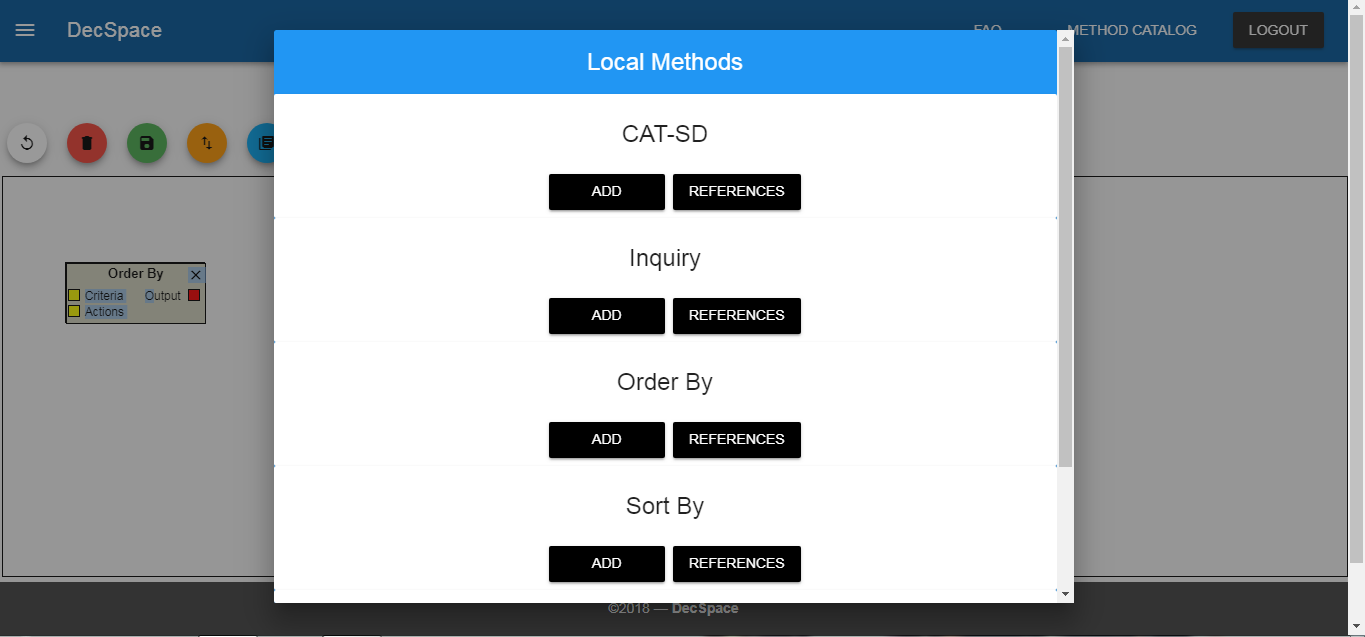 DecSpace
FAQ
METHOD CATALOG
LOGOUT
Local Methods
CAT-SD
ADD
REFERENCES
Inquiry
ADD
REFERENCES
Order By
ADD
REFERENCES
Sort By
ADD
REFERENCES
Order By
Criteria
Output
Actions
©2018 — DecSpace